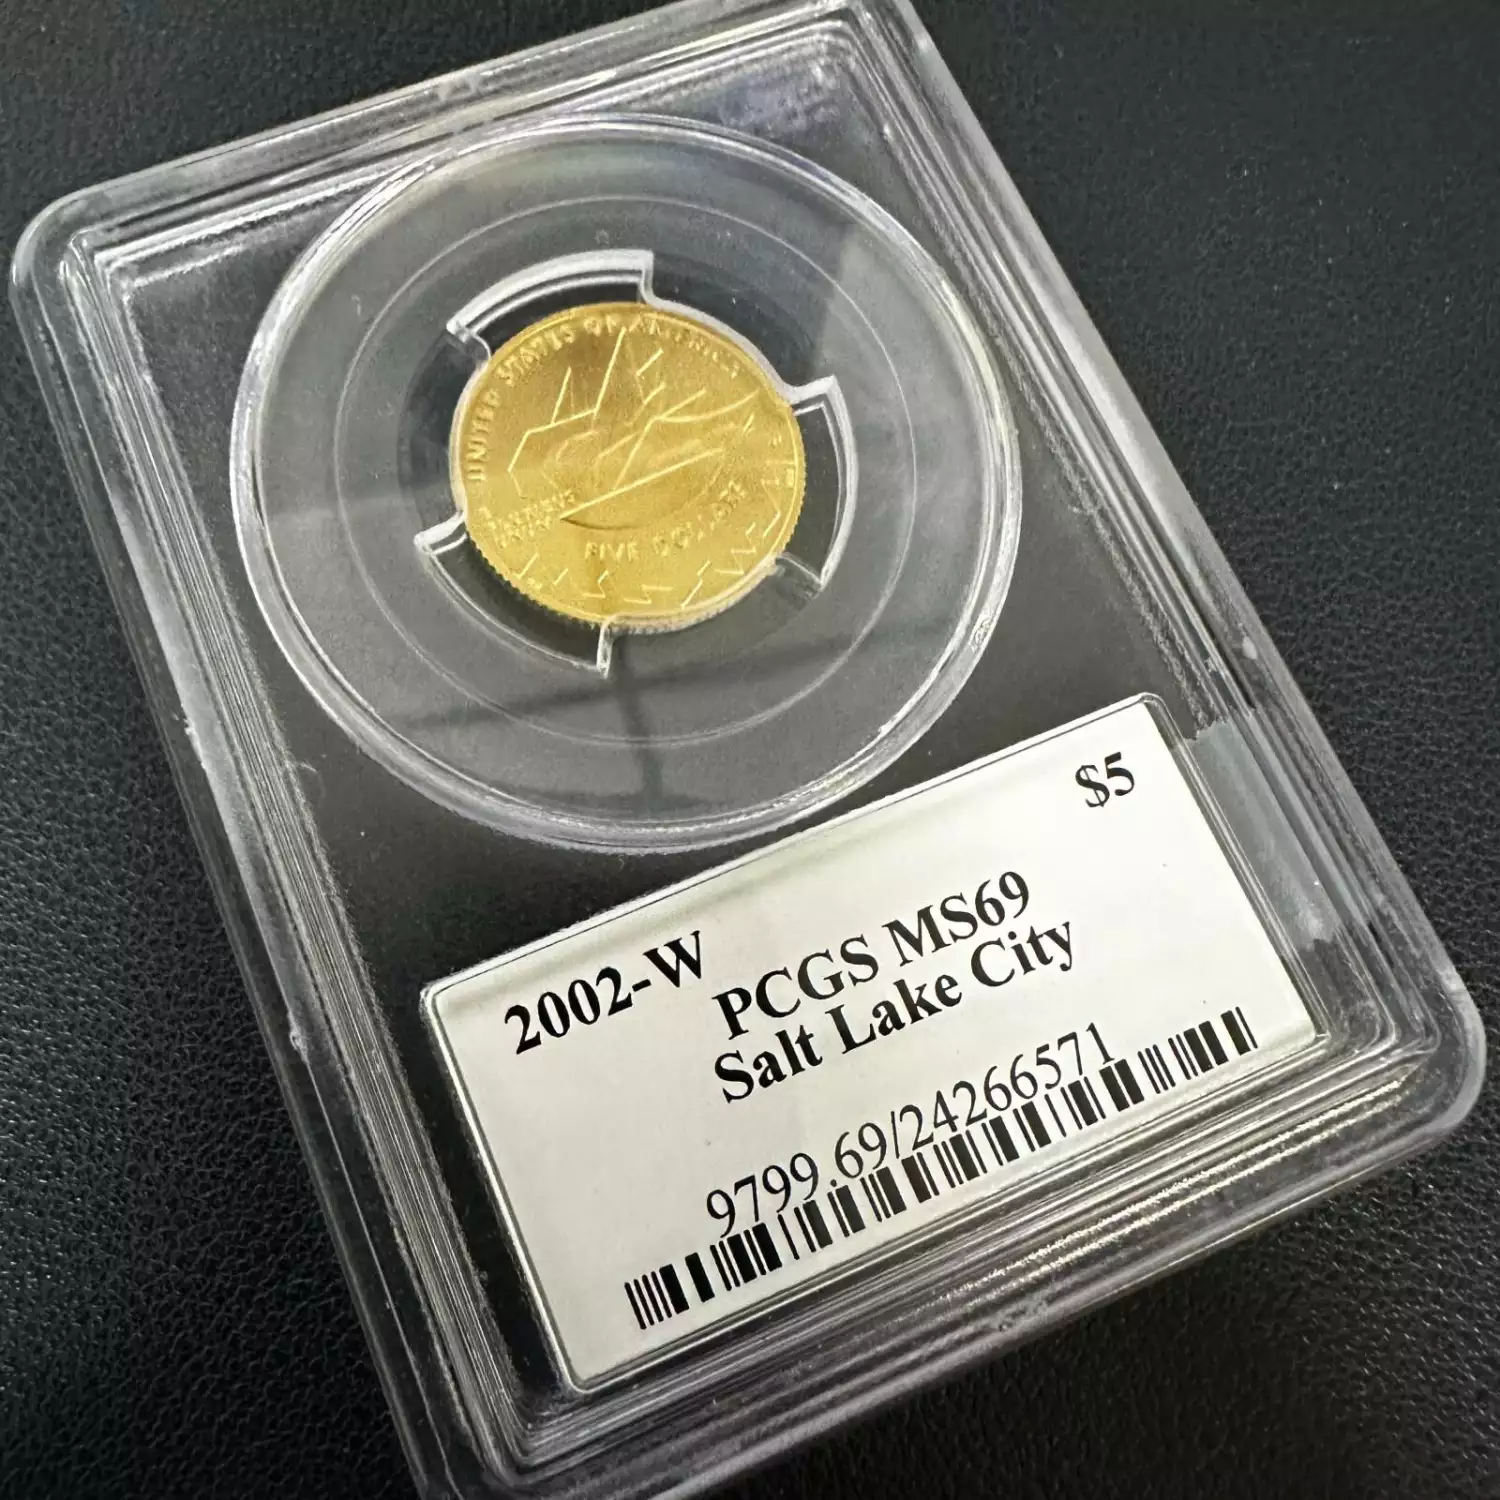 UNITED STATES OF AMERICA
FIVE DOLLARS
$5
2002-W
PCGS MS69
Salt Lake City
9799.69/24266571